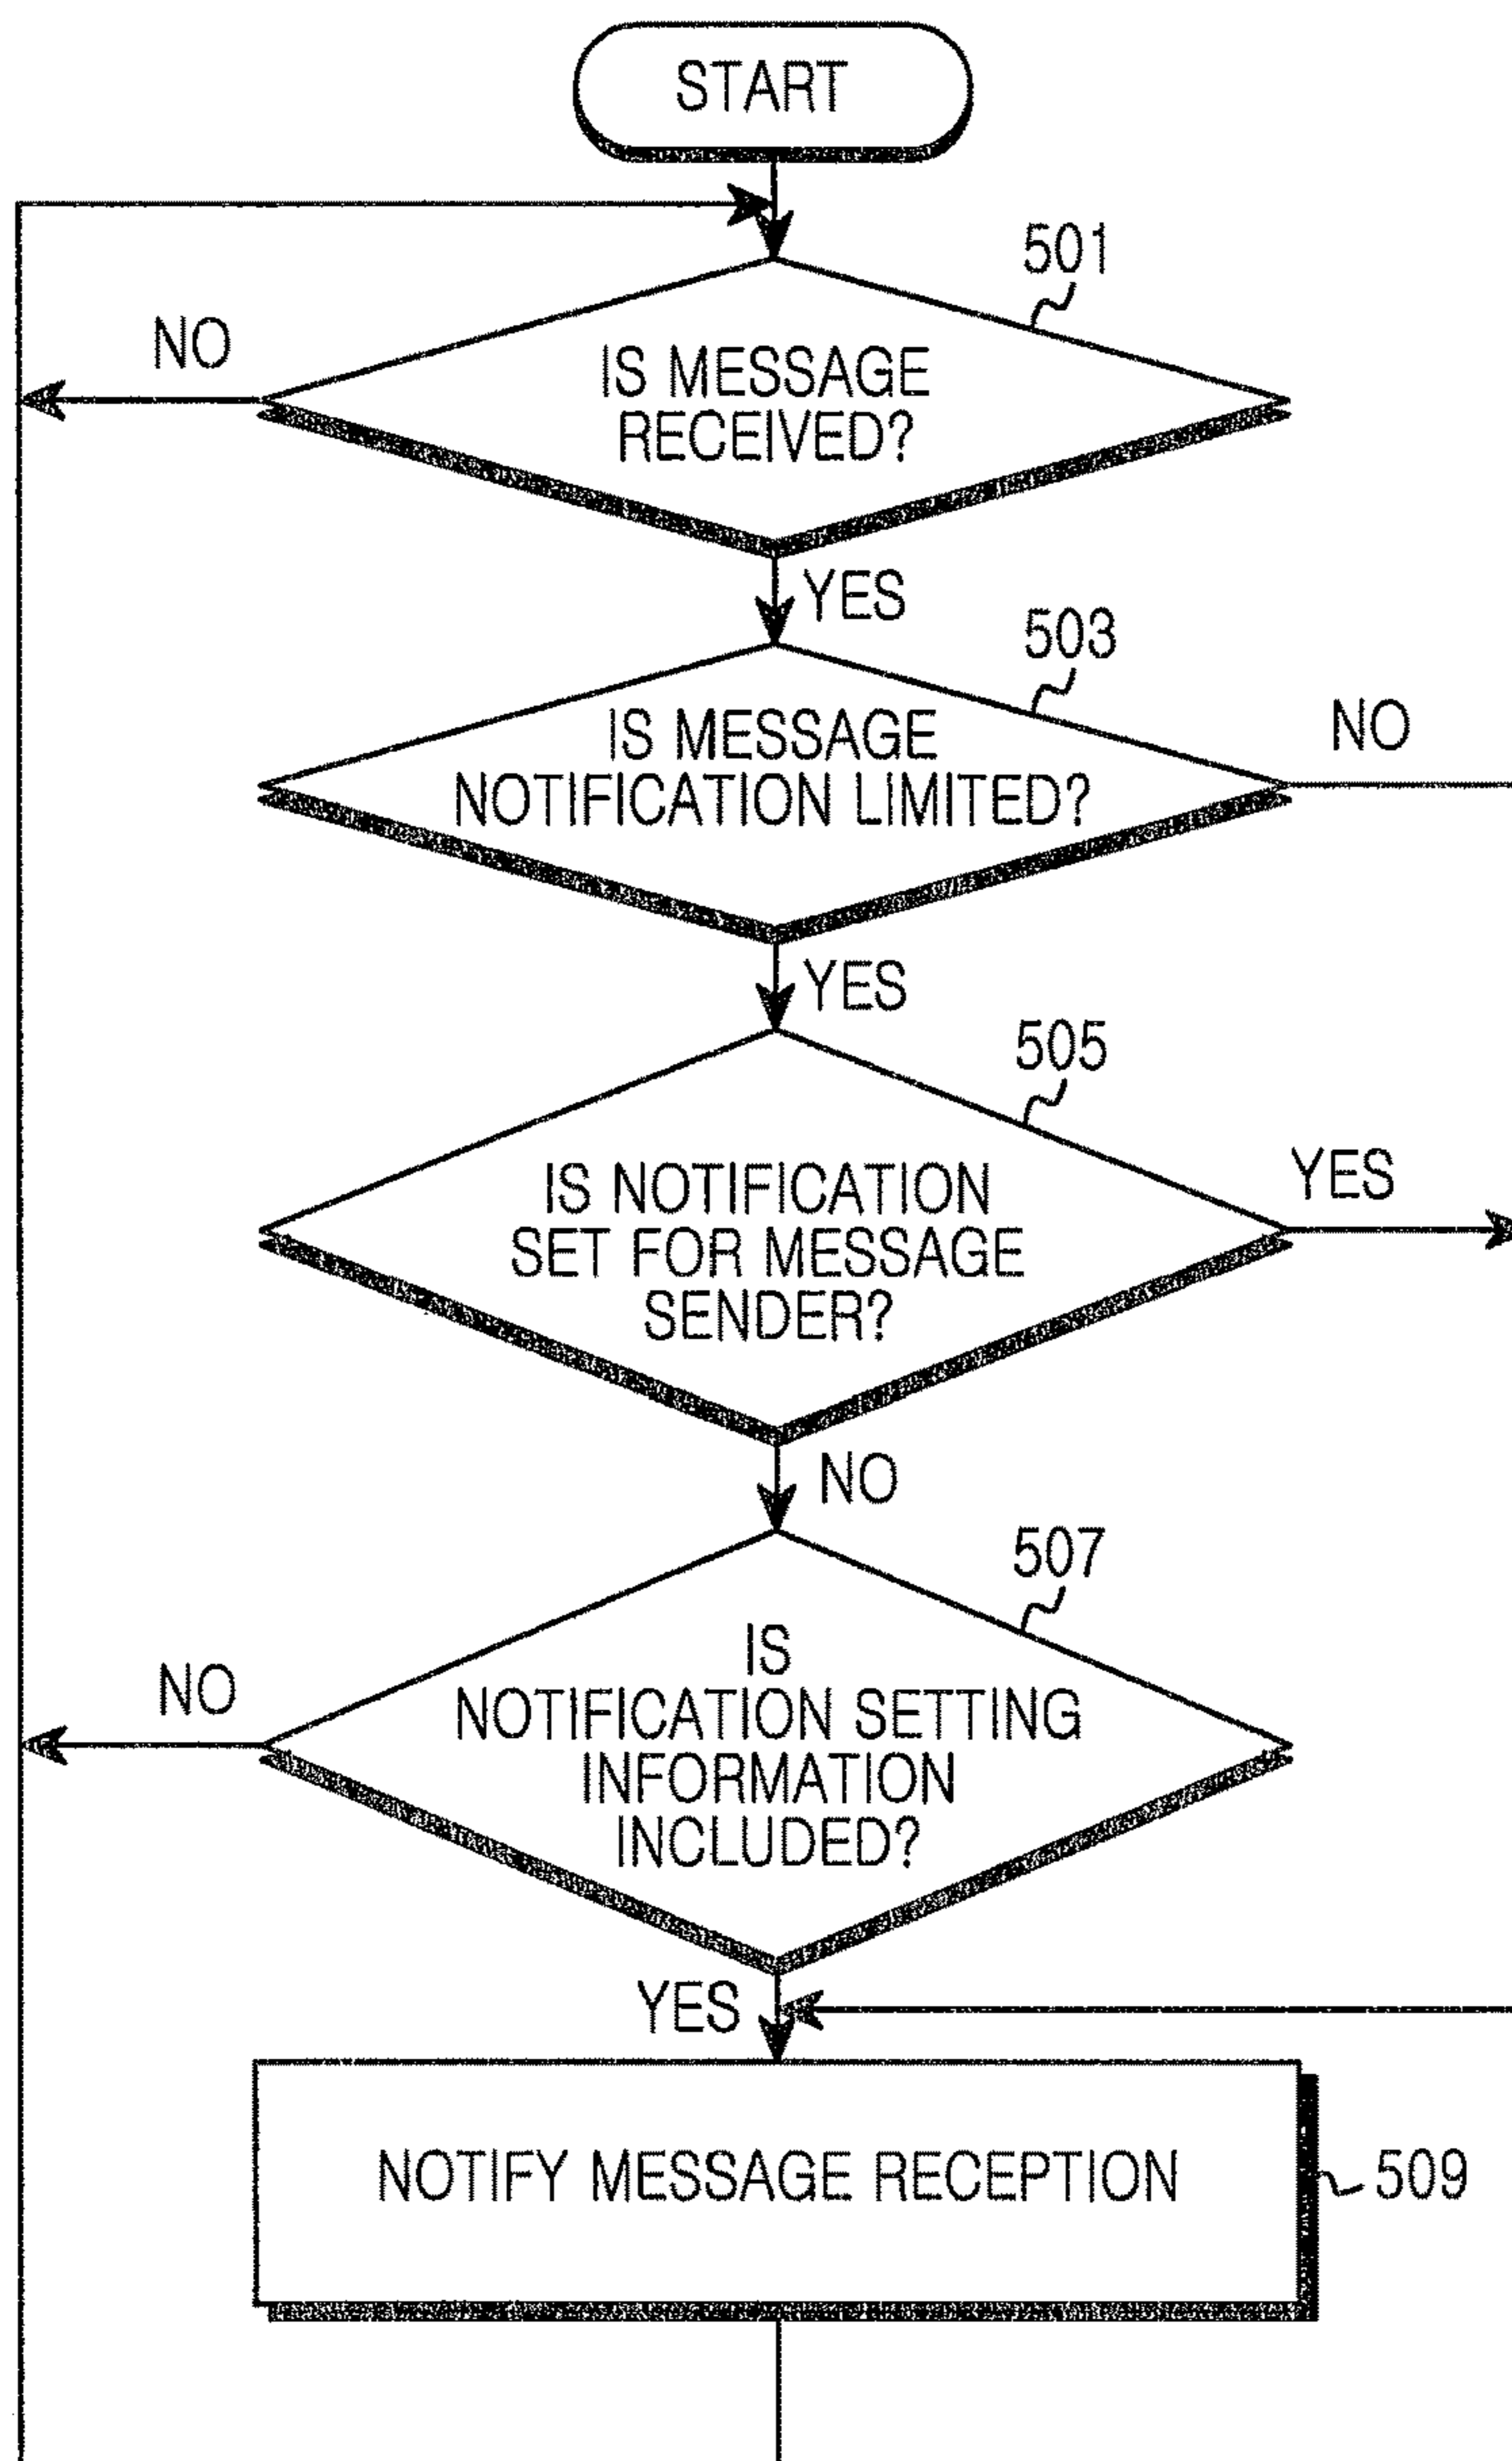 START
501
NO
IS MESSAGE
RECEIVED?
YES
503
IS MESSAGE
NOTIFICATION LIMITED?
NO
YES
505
IS NOTIFICATION
SET FOR MESSAGE
SENDER?
YES
NO
507
IS
NOTIFICATION SETTING
INFORMATION
INCLUDED?
NO
YES
NOTIFY MESSAGE RECEPTION
509